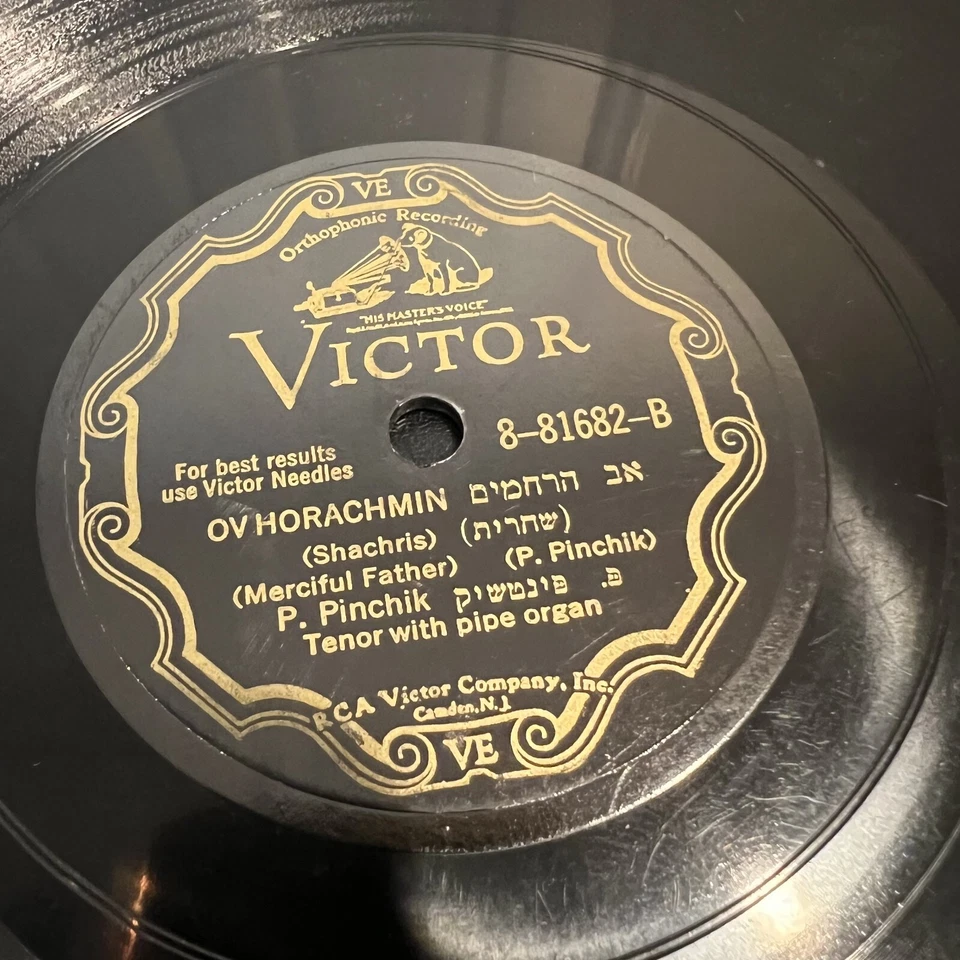 VE
Orthophonic Recording
"HIS MASTER'S VOICE"
VICTOR
For best results
use Victor Needles
8-81682-B
OV HORACHMIN אב הרחמים
(Shachris) (שחרית)
(Merciful Father) (P. Pinchik)
P. Pinchik פ. פינטשיק
Tenor with pipe organ
RCA Victor Company, Inc.
Camden, N.J.
VE